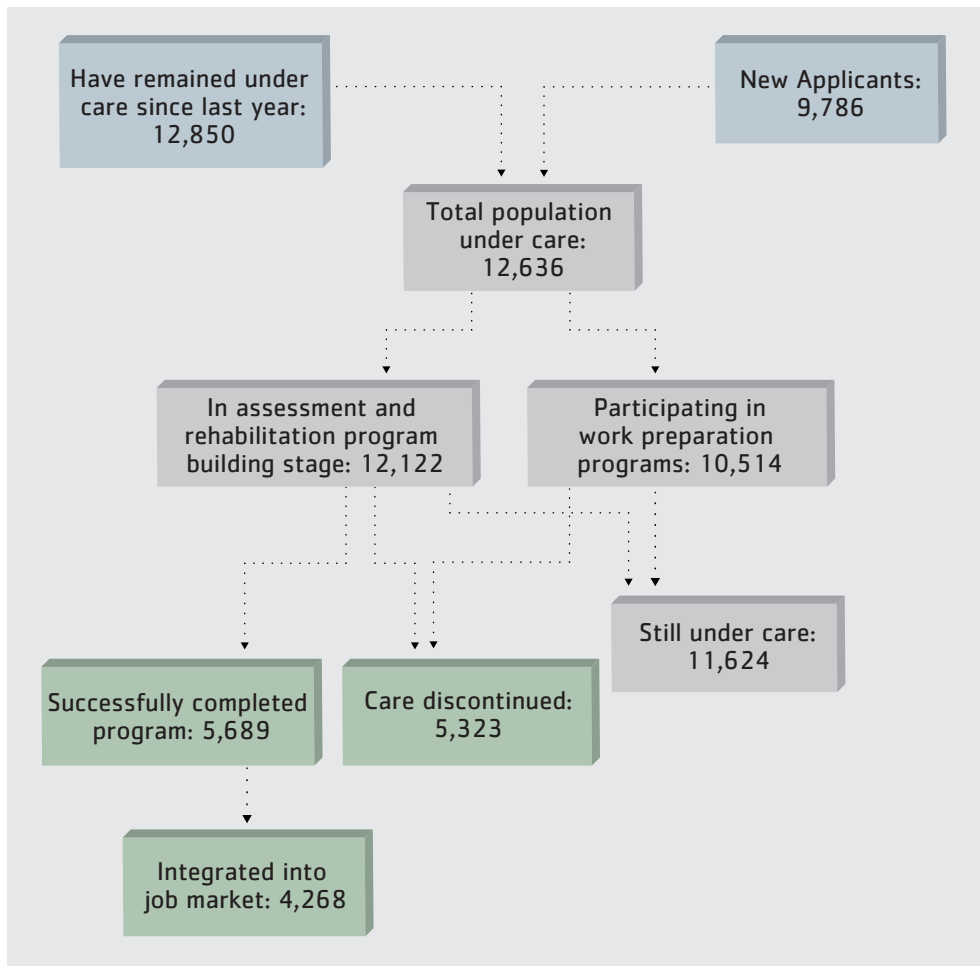 Have remained under
care since last year:
12,850
New Applicants:
9,786
Total population
under care:
12,636
In assessment and
rehabilitation program
building stage: 12,122
Participating in
work preparation
programs: 10,514
Still under care:
11,624
Successfully completed
program: 5,689
Care discontinued:
5,323
Integrated into
job market: 4,268